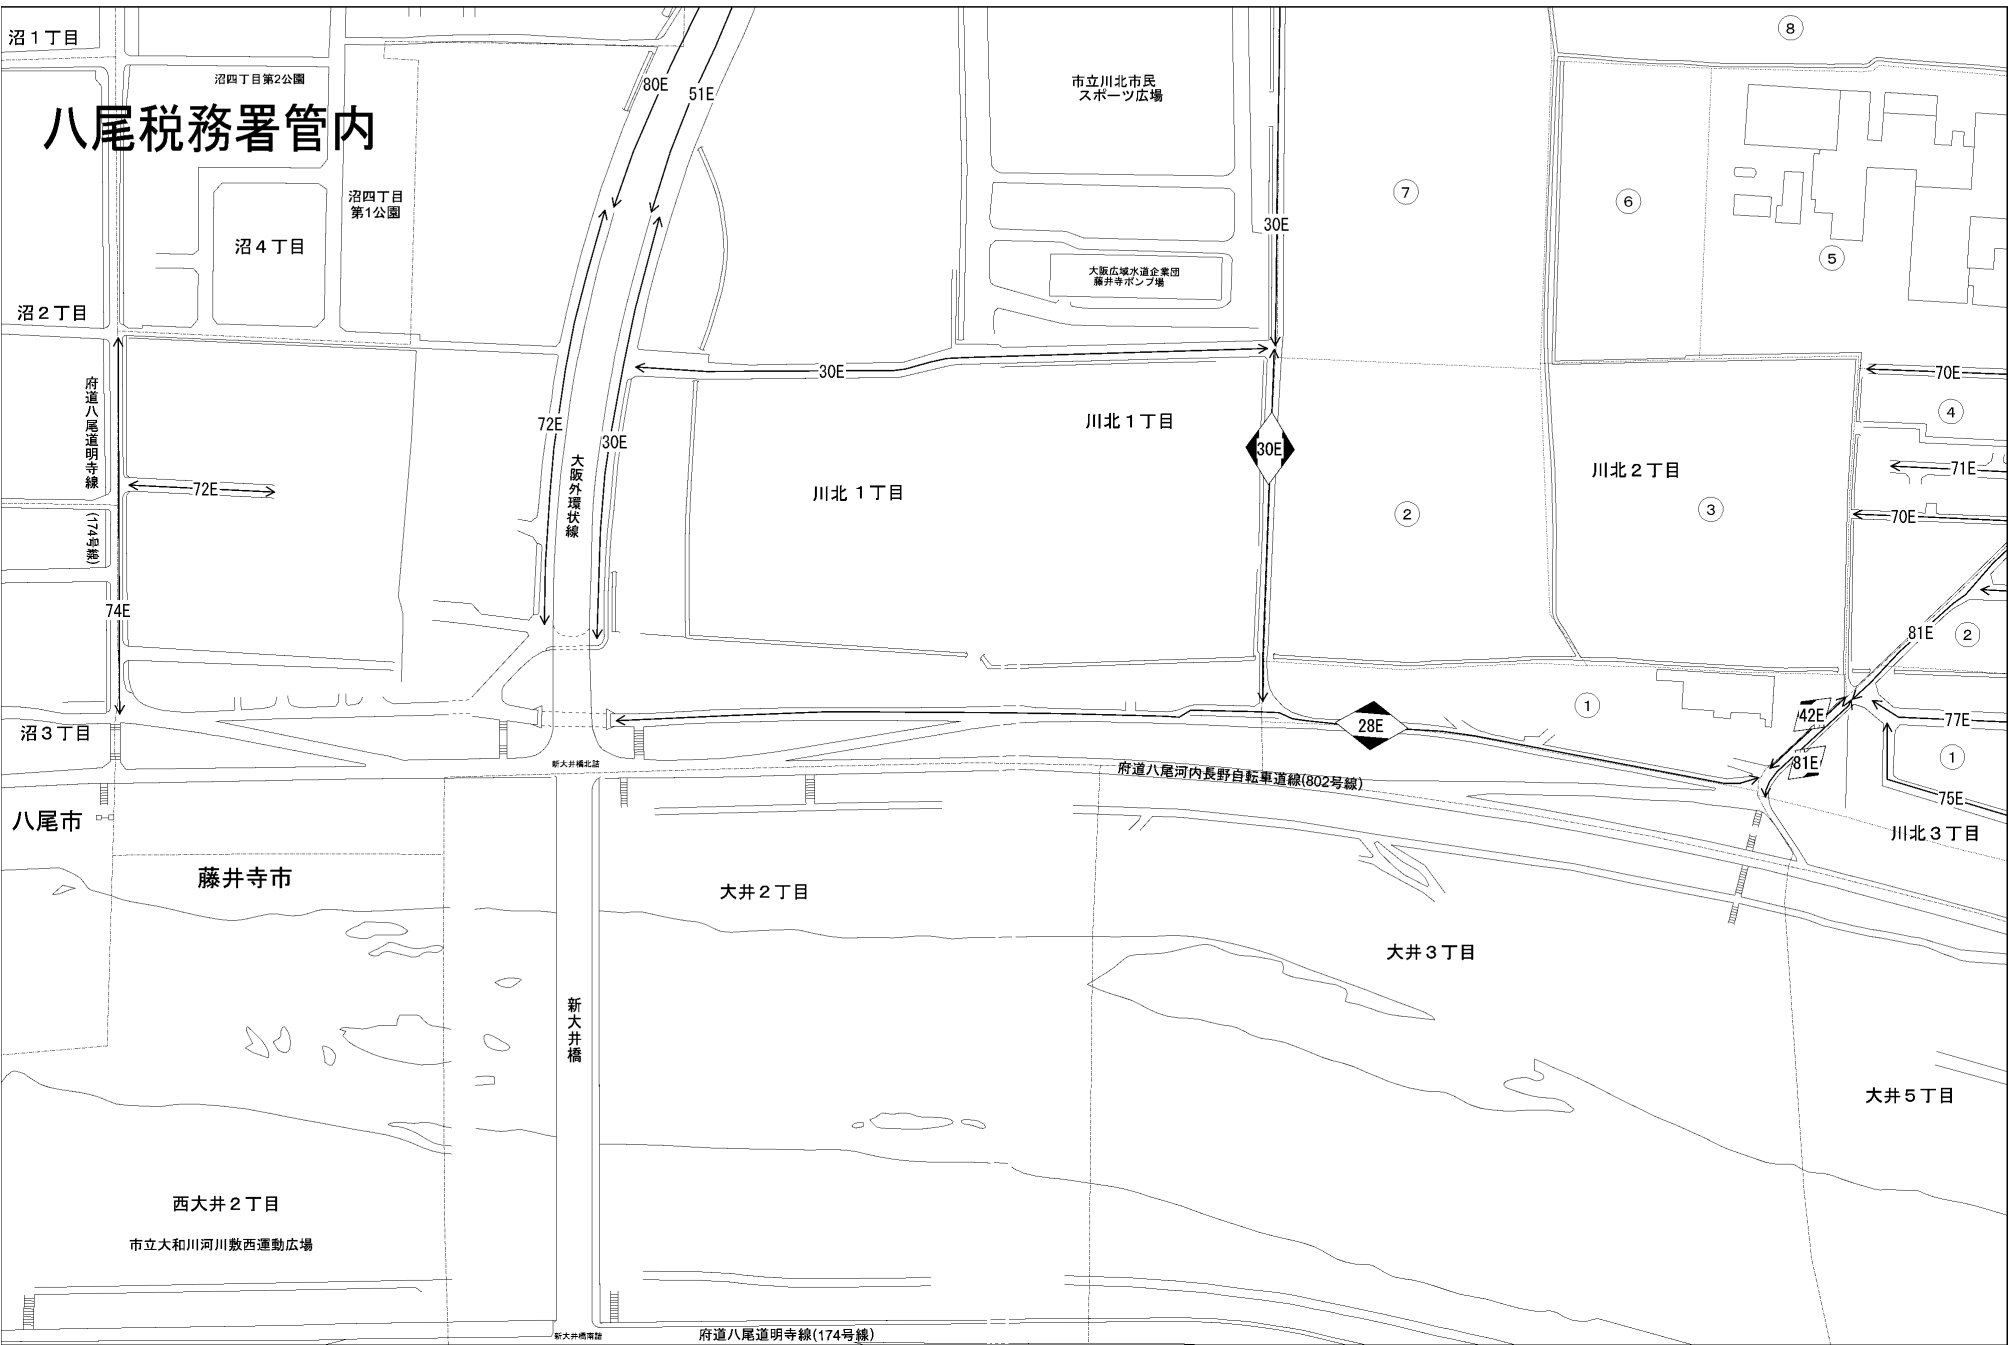 沼１丁目
⑧
沼四丁目第2公園
80E
51E
市立川北市民
スポーツ広場
八尾税務署管内
沼四丁目
第1公園
⑦
⑥
30E
沼４丁目
⑤
大阪広域水道企業団
藤井寺ポンプ場
沼２丁目
30E
70E
府道八尾道明寺線
(174号線)
④
72E
30E
川北１丁目
30E
大阪外環状線
川北２丁目
71E
72E
川北１丁目
②
③
70E
74E
81E
②
①
42E
77E
28E
沼３丁目
①
81E
新大井橋北詰
府道八尾河内長野自転車道線(802号線)
75E
八尾市
川北３丁目
藤井寺市
大井２丁目
大井３丁目
新大井橋
大井５丁目
西大井２丁目
市立大和川河川敷西運動広場
新大井橋南詰
府道八尾道明寺線(174号線)